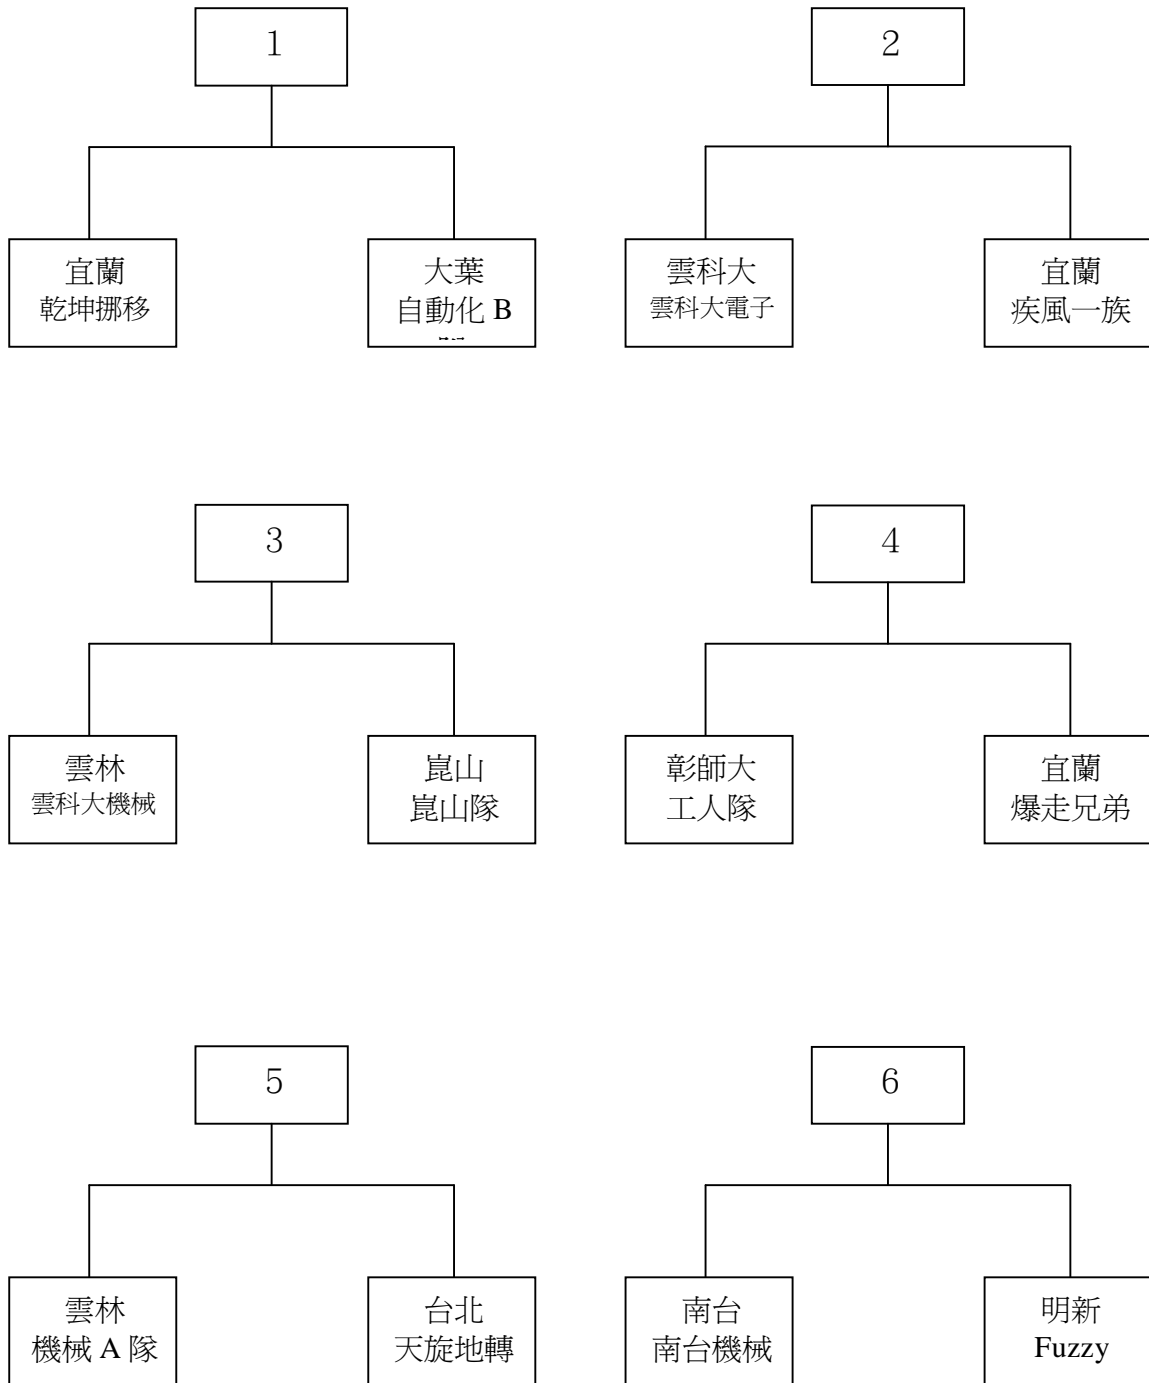 1
2
宜蘭
乾坤挪移
大葉
自動化 B
雲科大
雲科大電子
宜蘭
疾風一族
3
4
雲林
雲科大機械
崑山
崑山隊
彰師大
工人隊
宜蘭
爆走兄弟
5
6
雲林
機械 A 隊
台北
天旋地轉
南台
南台機械
明新
Fuzzy